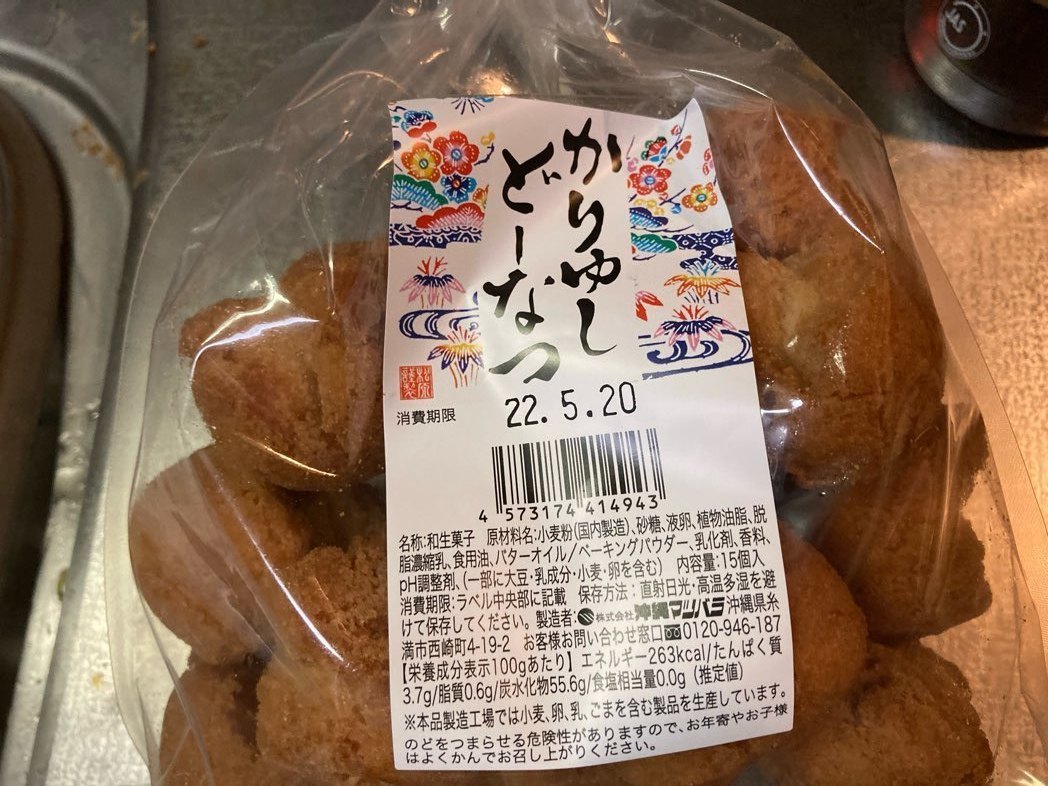 かりゆし
どーなつ
松風
謹製
消費期限
22.5.20
4 573174 414943
名称:和生菓子 原材料名:小麦粉(国内製造)、砂糖、液卵、植物油脂、脱
脂濃縮乳、食用油、バターオイル/ベーキングパウダー、乳化剤、香料、
pH調整剤、(一部に大豆・乳成分・小麦・卵を含む) 内容量:15個入
消費期限:ラベル中央部に記載 保存方法:直射日光・高温多湿を避
けて保存してください。製造者:株式会社沖縄マツバラ 沖縄県糸
満市西崎町4-19-2 お客様お問い合わせ窓口 0120-946-187
【栄養成分表示100gあたり】エネルギー263kcal/たんぱく質
3.7g/脂質0.6g/炭水化物55.6g/食塩相当量0.0g(推定値)
※本品製造工場では小麦、卵、乳、ごまを含む製品を生産しています。
のどをつまらせる危険性がありますので、お年寄やお子様
はよくかんでお召し上がりください。